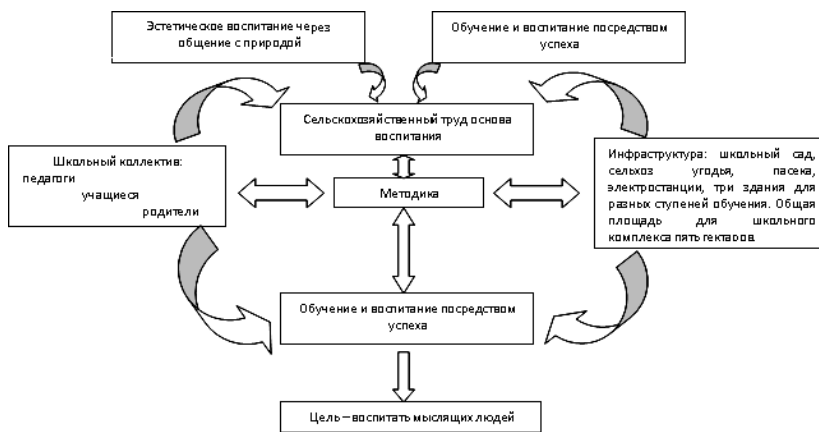 Эстетическое воспитание через
общение с природой
Обучение и воспитание посредством
успеха
Сельскохозяйственный труд основа
воспитания
Школьный коллектив:
педагоги
учащиеся
родители
Методика
Инфраструктура: школьный сад,
сельхоз угодья, пасека,
электростанции, три здания для
разных ступеней обучения. Общая
площадь для школьного
комплекса пять гектаров.
Обучение и воспитание посредством
успеха
Цель – воспитать мыслящих людей